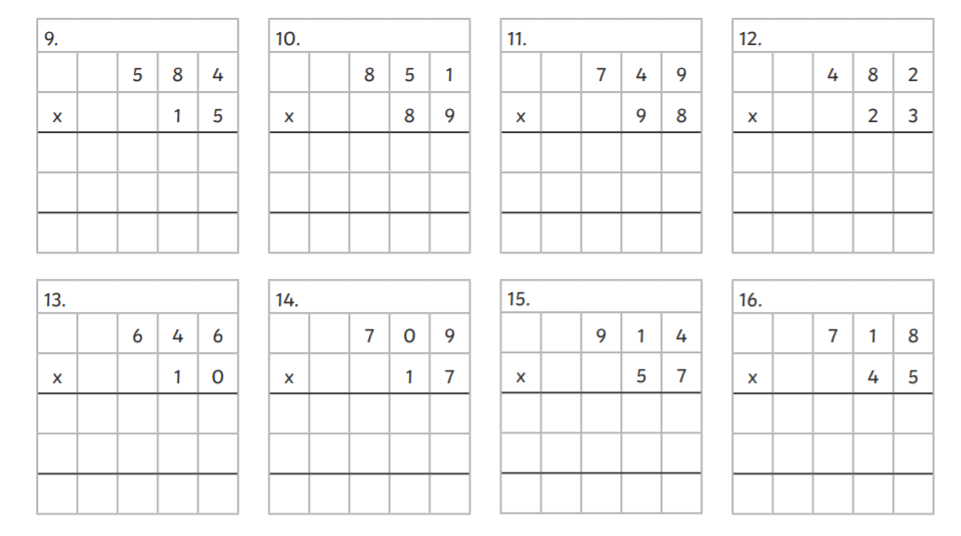 9. 10. 11. 12.
5 8 4 8 5 1 7 4 9 4 8 2
x 1 5 x 8 9 x 9 8 x 2 3
13. 14. 15. 16.
6 4 6 7 0 9 9 1 4 7 1 8
x 1 0 x 1 7 x 5 7 x 4 5